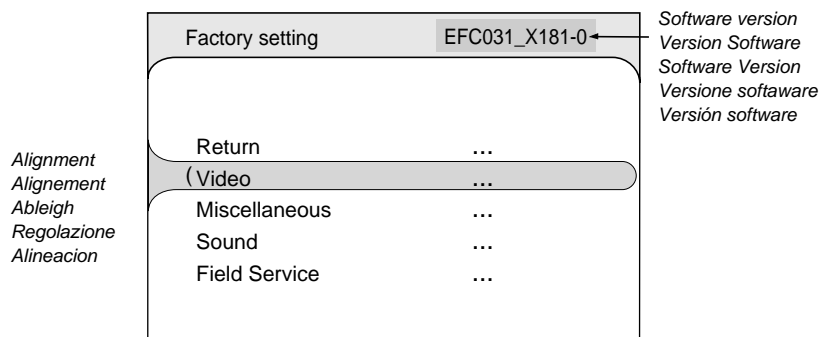 Factory setting EFC031_X181-0
Software version
Version Software
Software Version
Versione softaware
Versión software
Return ...
(Video ...
Miscellaneous ...
Sound ...
Field Service ...
Alignment
Alignement
Ableigh
Regolazione
Alineacion